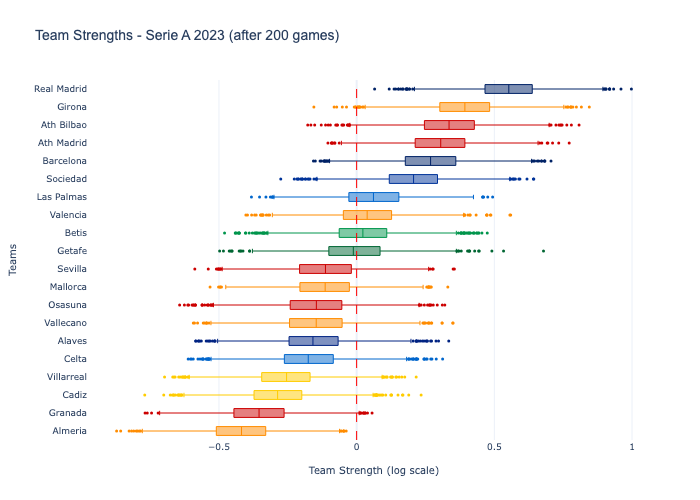 Team Strengths - Serie A 2023 (after 200 games)
Real Madrid
Girona
Ath Bilbao
Ath Madrid
Barcelona
Sociedad
Las Palmas
Valencia
Betis
Getafe
Sevilla
Mallorca
Osasuna
Vallecano
Alaves
Celta
Villarreal
Cadiz
Granada
Almeria
Teams
−0.5 0 0.5 1
Team Strength (log scale)